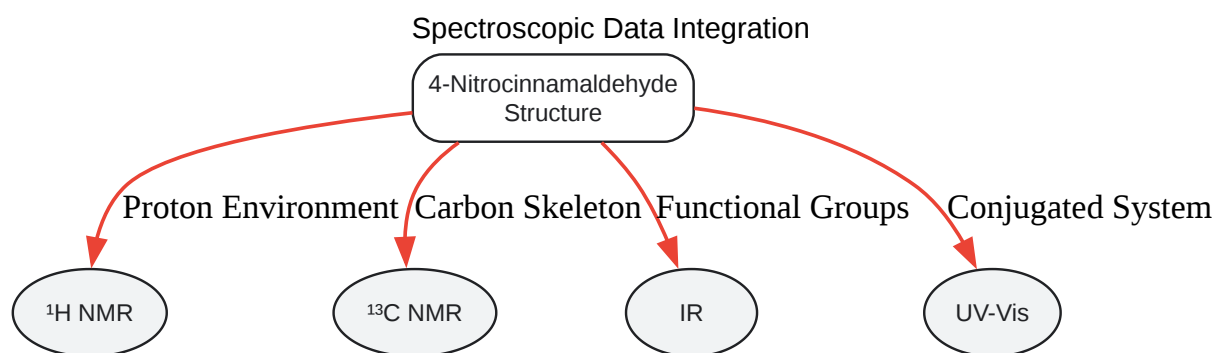 Spectroscopic Data Integration
4-Nitrocinnamaldehyde
Structure
Proton Environment
Carbon Skeleton
Functional Groups
Conjugated System
¹H NMR
¹³C NMR
IR
UV-Vis